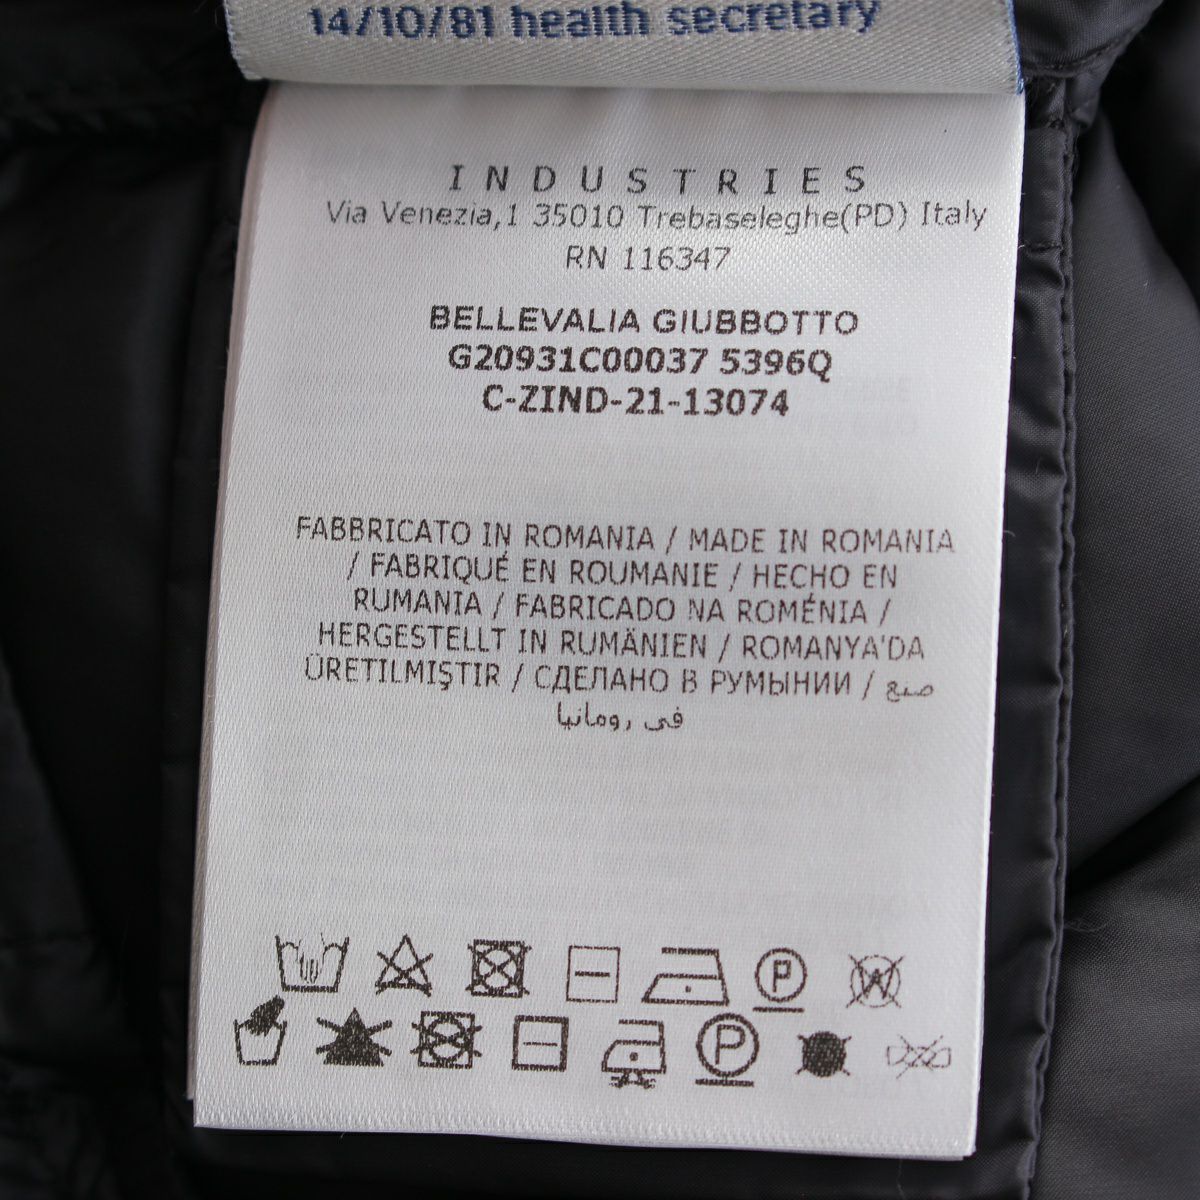 14/10/81 health secretary
INDUSTRIES
Via Venezia,1 35010 Trebaseleghe(PD) Italy
RN 116347
BELLEVALIA GIUBBOTTO
G20931C00037 5396Q
C-ZIND-21-13074
FABBRICATO IN ROMANIA / MADE IN ROMANIA
/ FABRIQUÉ EN ROUMANIE / HECHO EN
RUMANIA / FABRICADO NA ROMÉNIA /
HERGESTELLT IN RUMÄNIEN / ROMANYA'DA
ÜRETILMIŞTIR / СДЕЛАНО В РУМЫНИИ / صنع
في رومانيا
P W
P